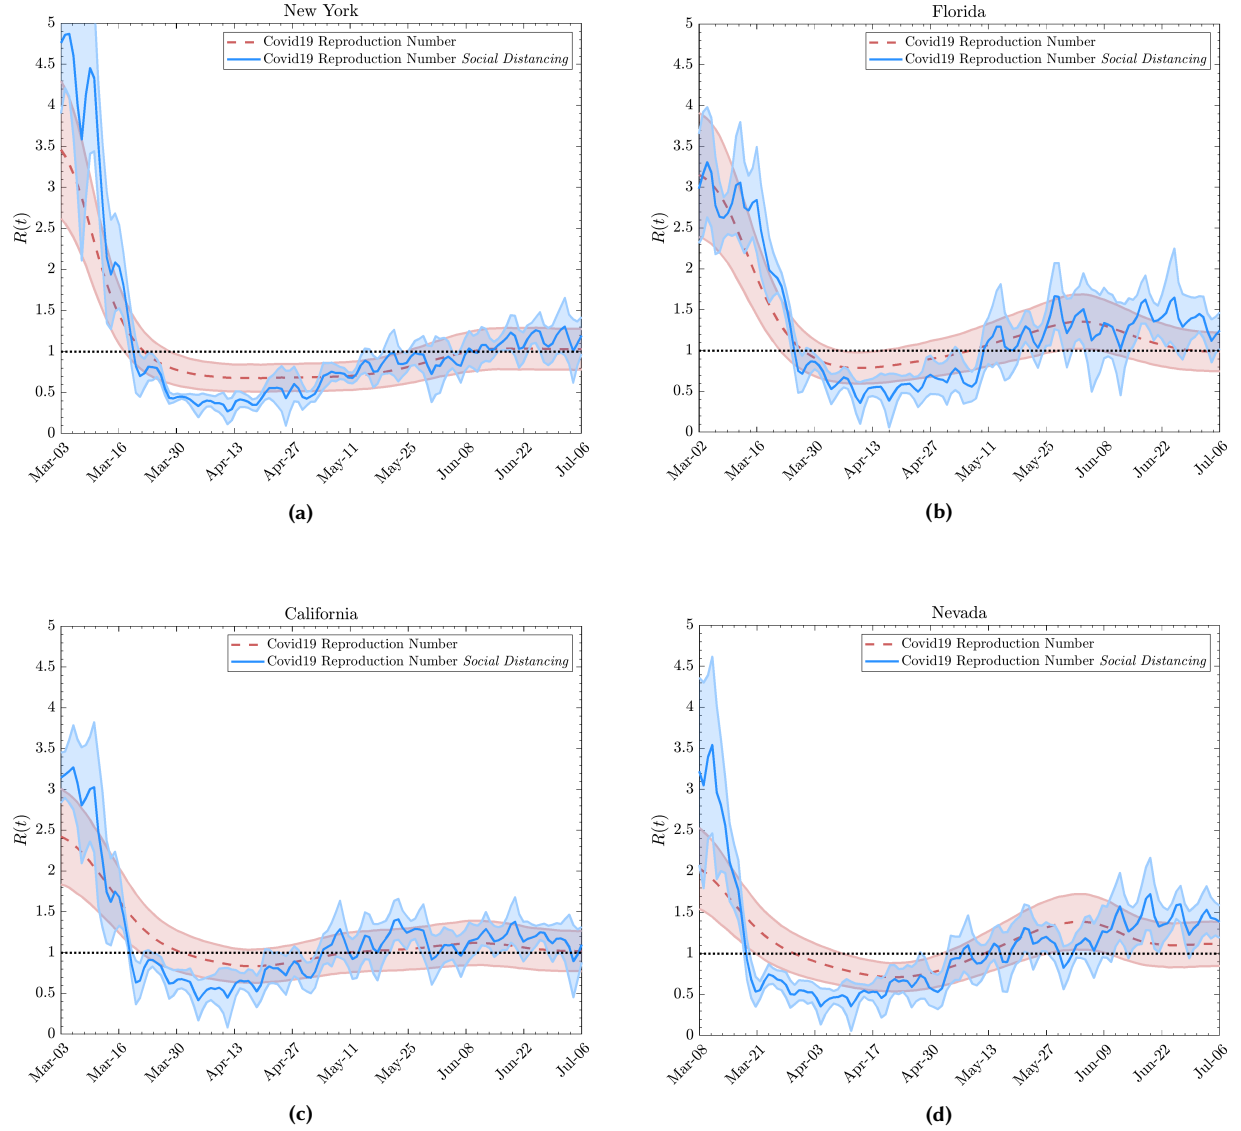 New York
Covid19 Reproduction Number
Covid19 Reproduction Number Social Distancing
R(t)
5
4.5
4
3.5
3
2.5
2
1.5
1
0.5
0
Mar-03
Mar-16
Mar-30
Apr-13
Apr-27
May-11
May-25
Jun-08
Jun-22
Jul-06
(a)
Florida
Covid19 Reproduction Number
Covid19 Reproduction Number Social Distancing
R(t)
5
4.5
4
3.5
3
2.5
2
1.5
1
0.5
0
Mar-02
Mar-16
Mar-30
Apr-13
Apr-27
May-11
May-25
Jun-08
Jun-22
Jul-06
(b)
California
Covid19 Reproduction Number
Covid19 Reproduction Number Social Distancing
R(t)
5
4.5
4
3.5
3
2.5
2
1.5
1
0.5
0
Mar-03
Mar-16
Mar-30
Apr-13
Apr-27
May-11
May-25
Jun-08
Jun-22
Jul-06
(c)
Nevada
Covid19 Reproduction Number
Covid19 Reproduction Number Social Distancing
R(t)
5
4.5
4
3.5
3
2.5
2
1.5
1
0.5
0
Mar-08
Mar-21
Apr-03
Apr-17
Apr-30
May-13
May-27
Jun-09
Jun-22
Jul-06
(d)